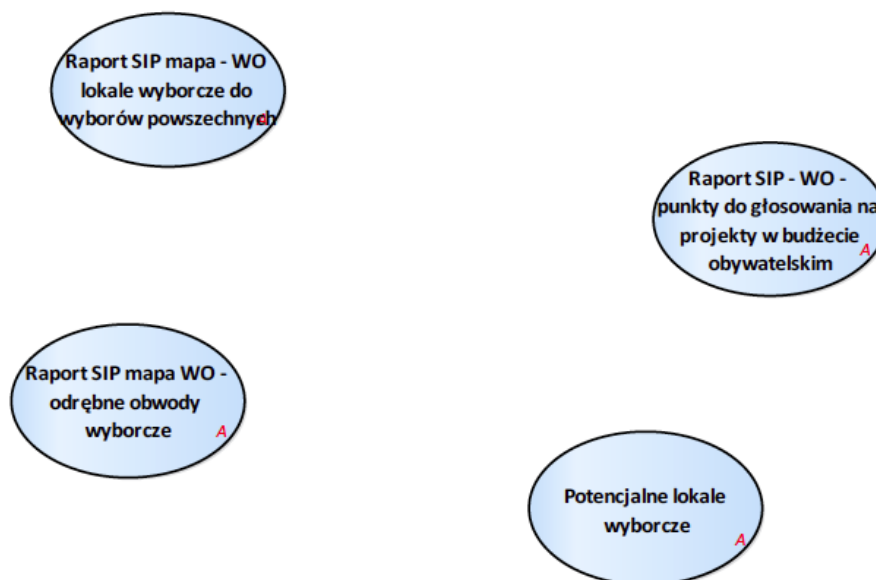 Raport SIP mapa - WO
lokale wyborcze do
wyborów powszechnych
A
Raport SIP - WO -
punkty do głosowania na
projekty w budżecie
obywatelskim
A
Raport SIP mapa WO -
odrębne obwody
wyborcze
A
Potencjalne lokale
wyborcze
A